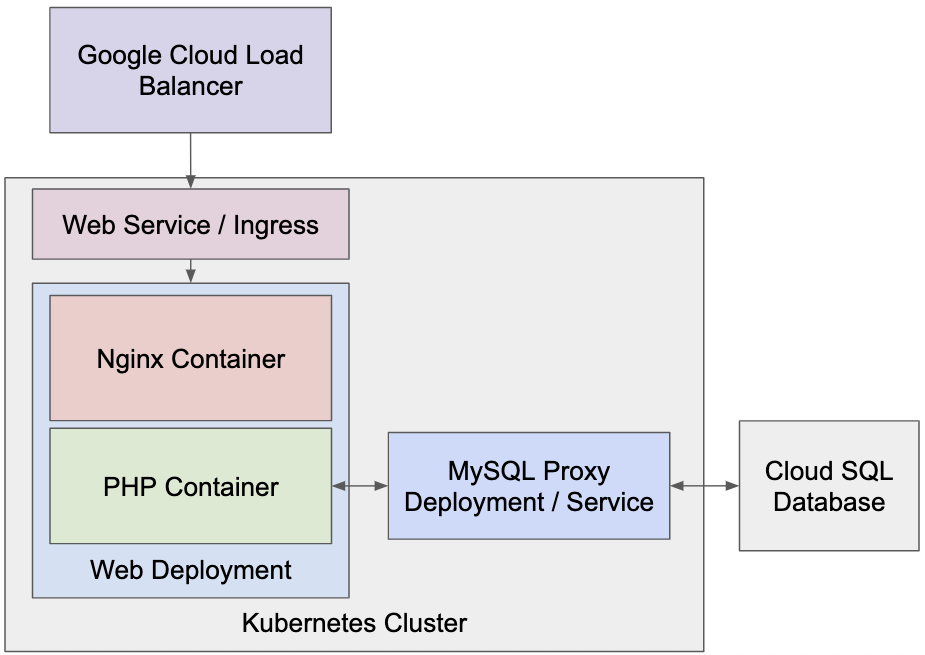 Google Cloud Load
Balancer
Web Service / Ingress
Nginx Container
PHP Container
MySQL Proxy
Deployment / Service
Cloud SQL
Database
Web Deployment
Kubernetes Cluster